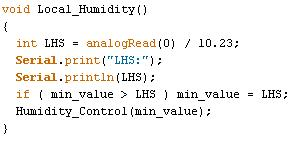 void Local_Humidity()
{
  int LHS = analogRead(0) / 10.23;
  Serial.print("LHS:");
  Serial.println(LHS);
  if ( min_value > LHS ) min_value = LHS;
  Humidity_Control(min_value);
}